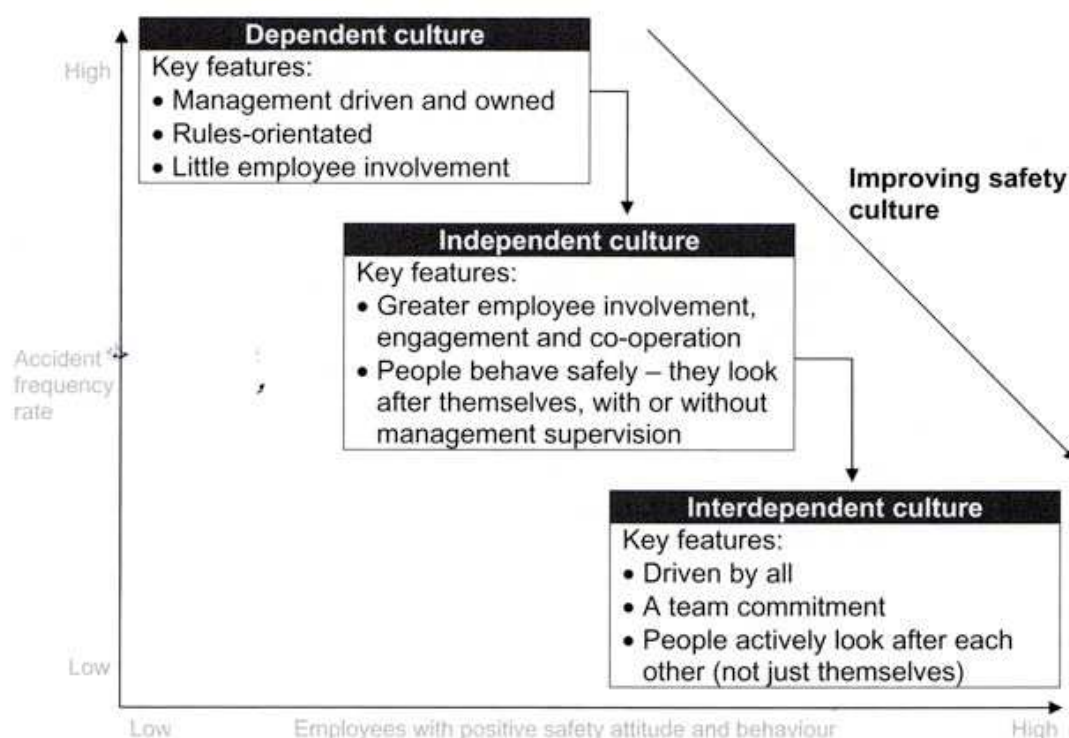 High
Dependent culture
Key features:
• Management driven and owned
• Rules-orientated
• Little employee involvement
Improving safety
culture
Independent culture
Key features:
• Greater employee involvement,
engagement and co-operation
• People behave safely – they look
after themselves, with or without
management supervision
Accident
frequency
rate
Interdependent culture
Key features:
• Driven by all
• A team commitment
• People actively look after each
other (not just themselves)
Low
Low
Employees with positive safety attitude and behaviour
High